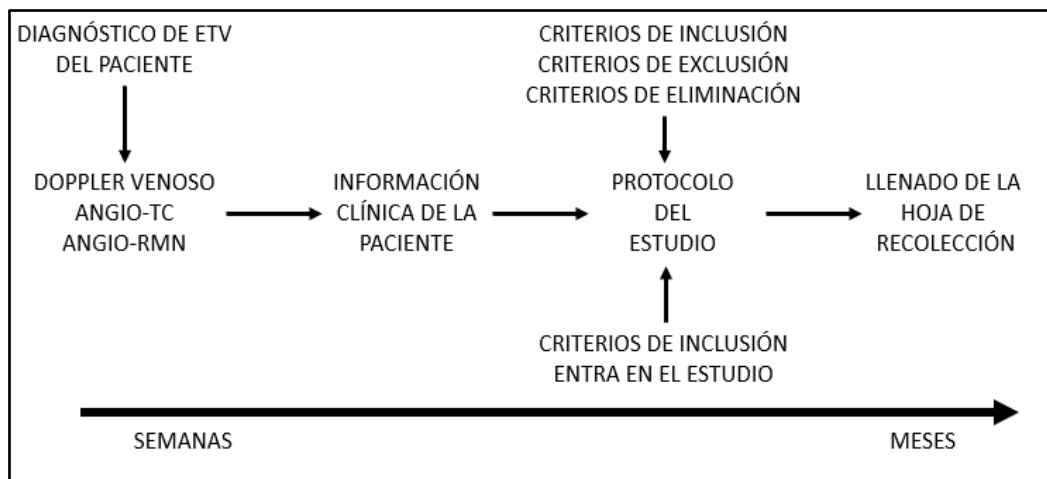 DIAGNÓSTICO DE ETV
DEL PACIENTE
CRITERIOS DE INCLUSIÓN
CRITERIOS DE EXCLUSIÓN
CRITERIOS DE ELIMINACIÓN
DOPPLER VENOSO
ANGIO-TC
ANGIO-RMN
INFORMACIÓN
CLÍNICA DE LA
PACIENTE
PROTOCOLO
DEL
ESTUDIO
LLENADO DE LA
HOJA DE
RECOLECCIÓN
CRITERIOS DE INCLUSIÓN
ENTRA EN EL ESTUDIO
SEMANAS
MESES